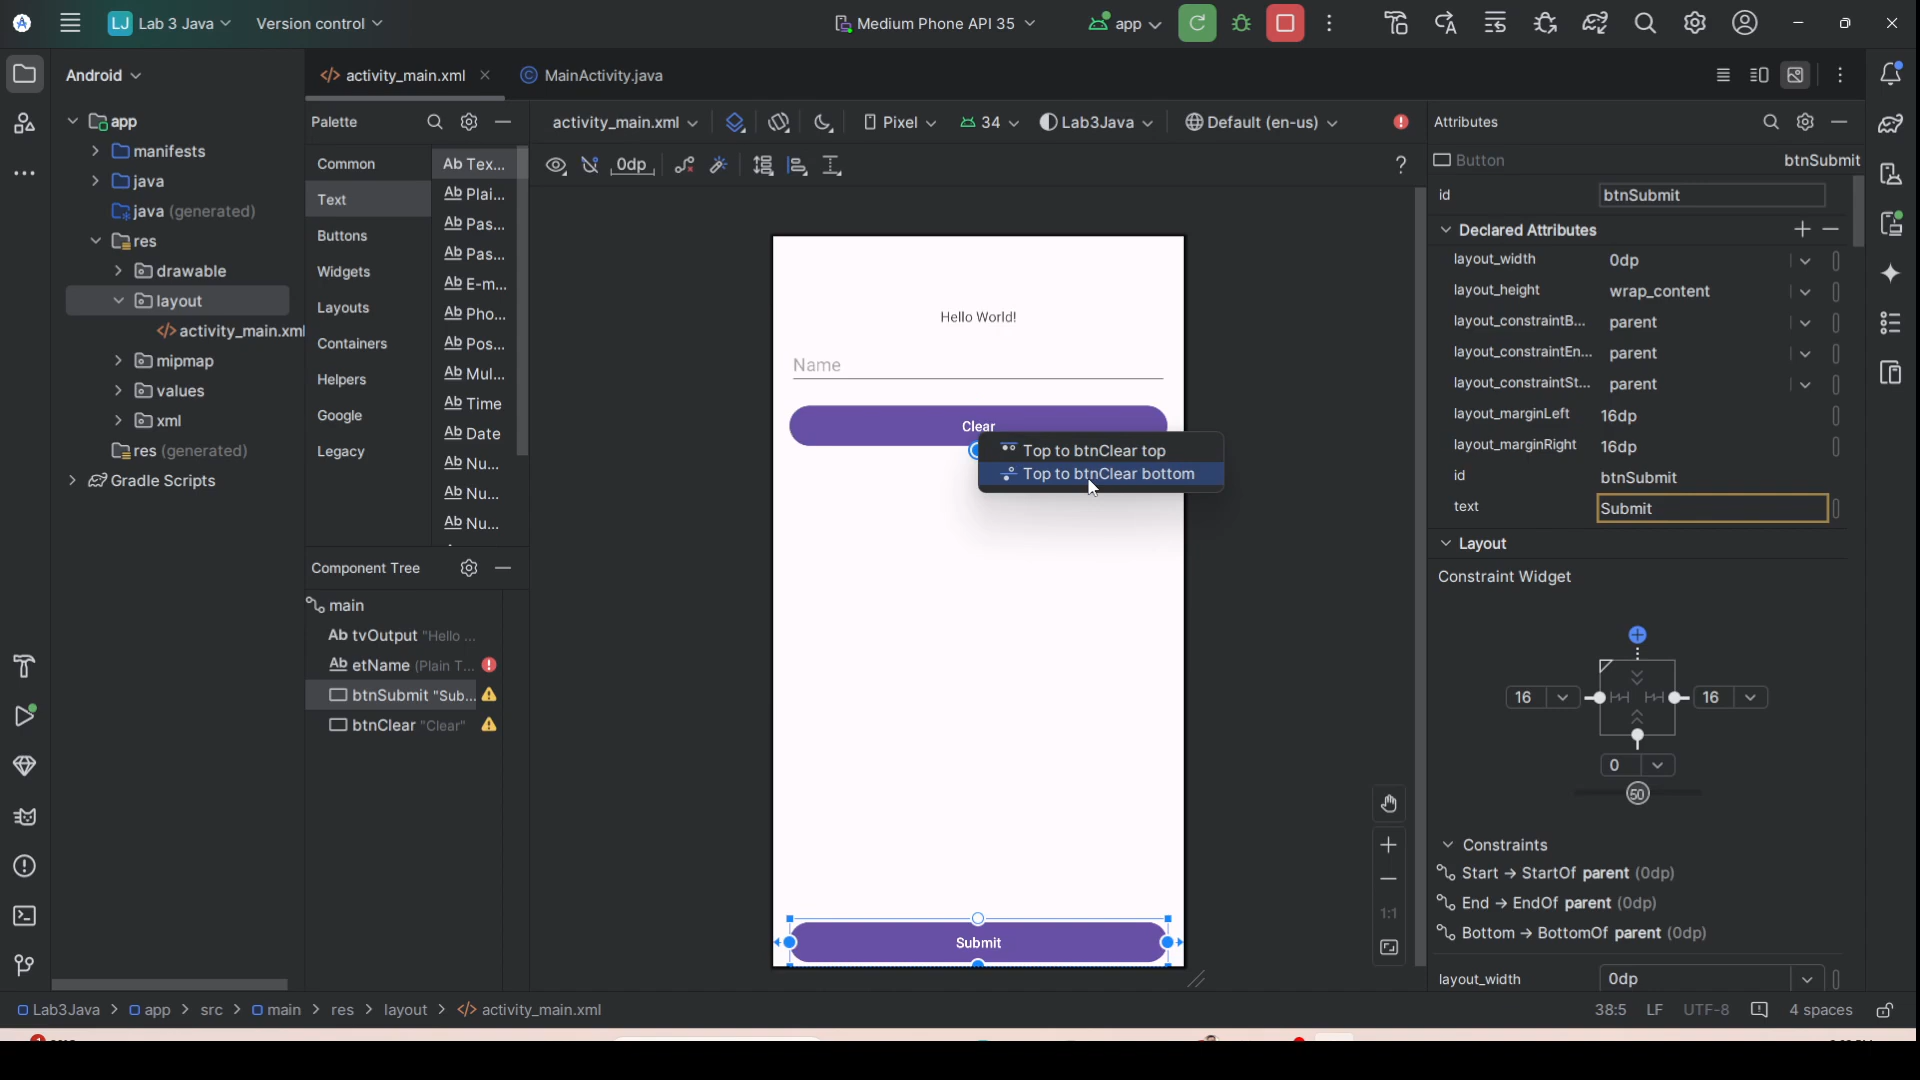 LJ Lab 3 Java Version control Medium Phone API 35 app
Android activity_main.xml MainActivity.java
app
manifests
java
java (generated)
res
drawable
layout
activity_main.xml
mipmap
values
xml
res (generated)
Gradle Scripts
Palette
Common
Text
Buttons
Widgets
Layouts
Containers
Helpers
Google
Legacy
Ab Tex...
Ab Plai...
Ab Pas...
Ab Pas...
Ab E-m...
Ab Pho...
Ab Pos...
Ab Mul...
Ab Time
Ab Date
Ab Nu...
Ab Nu...
Ab Nu...
Component Tree
main
Ab tvOutput "Hello ...
Ab etName (Plain T...
btnSubmit "Sub...
btnClear "Clear"
activity_main.xml Pixel 34 Lab3Java Default (en-us)
0dp ?
Hello World!
Name
Clear
Top to btnClear top
Top to btnClear bottom
Submit
1:1
Attributes
Button btnSubmit
id btnSubmit
Declared Attributes
layout_width 0dp
layout_height wrap_content
layout_constraintB... parent
layout_constraintEn... parent
layout_constraintSt... parent
layout_marginLeft 16dp
layout_marginRight 16dp
id btnSubmit
text Submit
Layout
Constraint Widget
16 16
0
50
Constraints
Start → StartOf parent (0dp)
End → EndOf parent (0dp)
Bottom → BottomOf parent (0dp)
layout_width 0dp
Lab3Java app src main res layout activity_main.xml 38:5 LF UTF-8 4 spaces